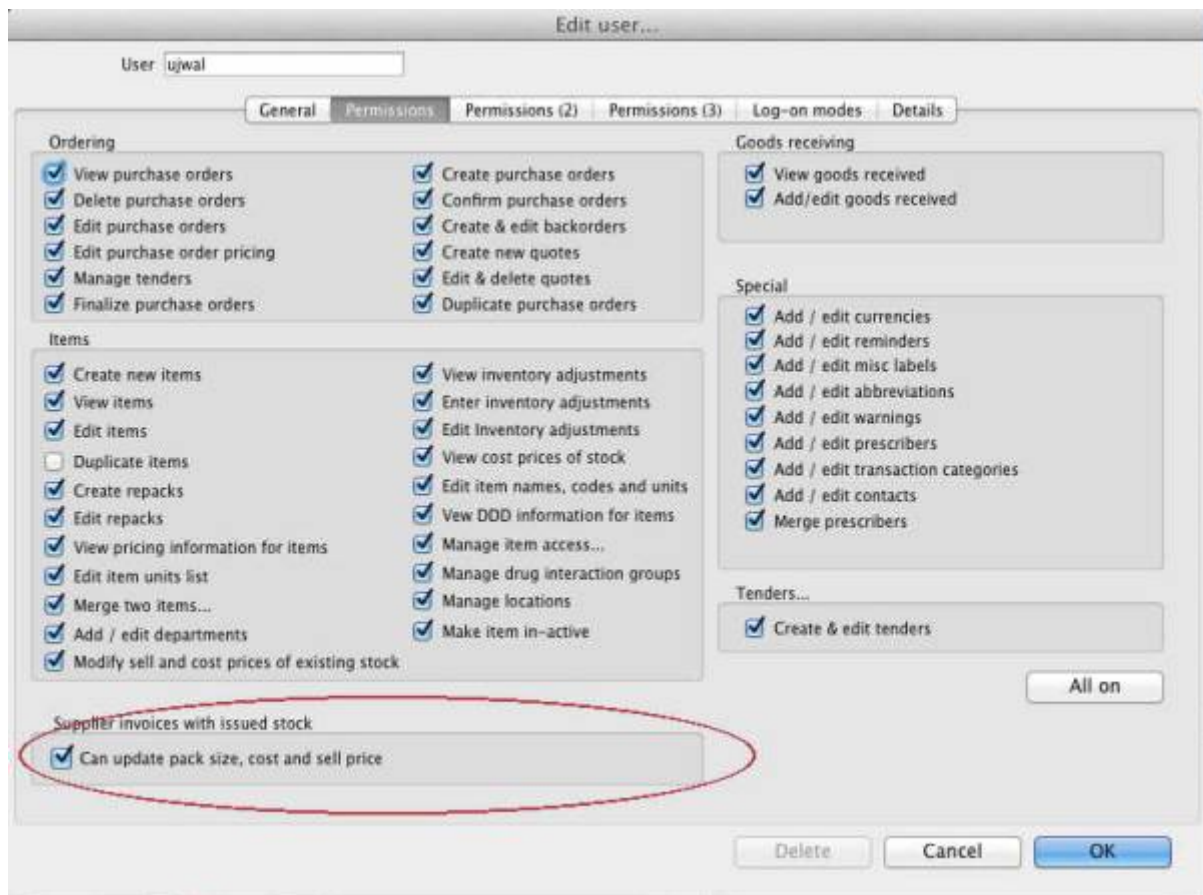 Edit user...
User ujwal
General Permissions Permissions (2) Permissions (3) Log-on modes Details
Ordering
View purchase orders
Delete purchase orders
Edit purchase orders
Edit purchase order pricing
Manage tenders
Finalize purchase orders
Create purchase orders
Confirm purchase orders
Create & edit backorders
Create new quotes
Edit & delete quotes
Duplicate purchase orders
Items
Create new items
View items
Edit items
Duplicate items
Create repacks
Edit repacks
View pricing information for items
Edit item units list
Merge two items...
Add / edit departments
Modify sell and cost prices of existing stock
View inventory adjustments
Enter inventory adjustments
Edit Inventory adjustments
View cost prices of stock
Edit item names, codes and units
Vew DDD information for items
Manage item access...
Manage drug interaction groups
Manage locations
Make item in-active
Supplier invoices with issued stock
Can update pack size, cost and sell price
Goods receiving
View goods received
Add/edit goods received
Special
Add / edit currencies
Add / edit reminders
Add / edit misc labels
Add / edit abbreviations
Add / edit warnings
Add / edit prescribers
Add / edit transaction categories
Add / edit contacts
Merge prescribers
Tenders...
Create & edit tenders
All on
Delete Cancel OK